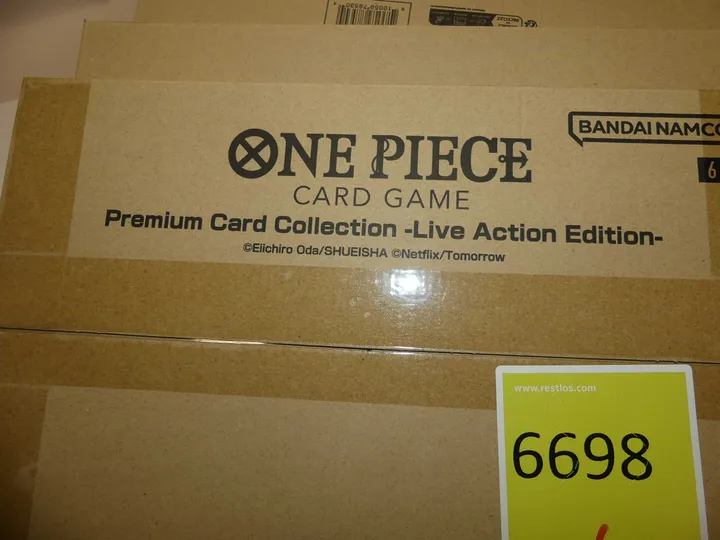 ONE PIECE
CARD GAME
Premium Card Collection -Live Action Edition-
©Eiichiro Oda/SHUEISHA ©Netflix/Tomorrow
BANDAI NAMCO
6
www.restlos.com
6698